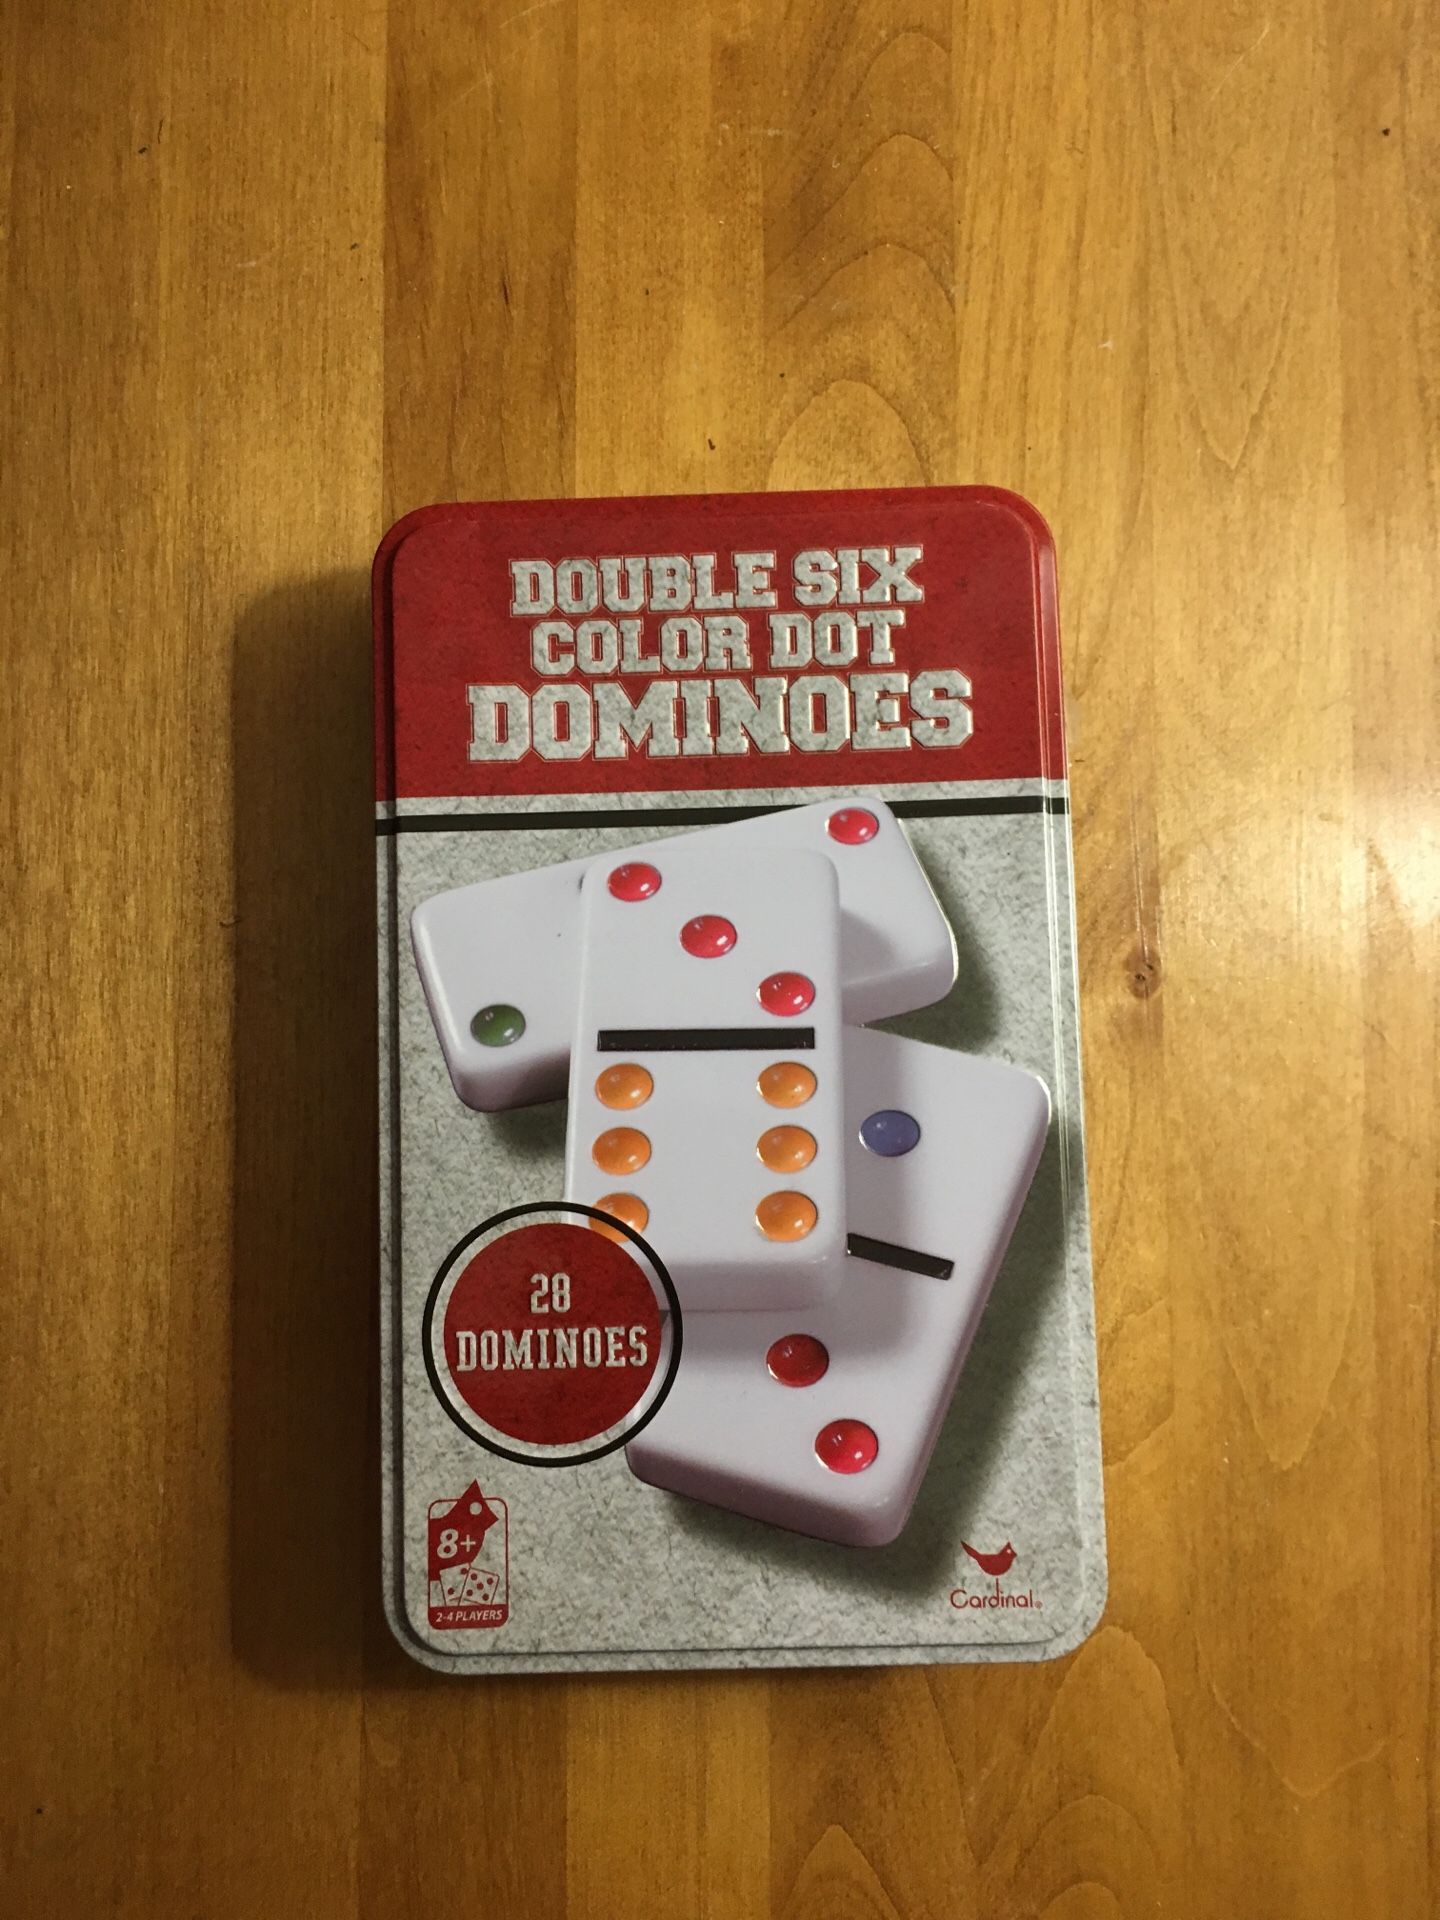 DOUBLE SIX
COLOR DOT
DOMINOES
28
DOMINOES
8+
2-4 PLAYERS
Cardinal®